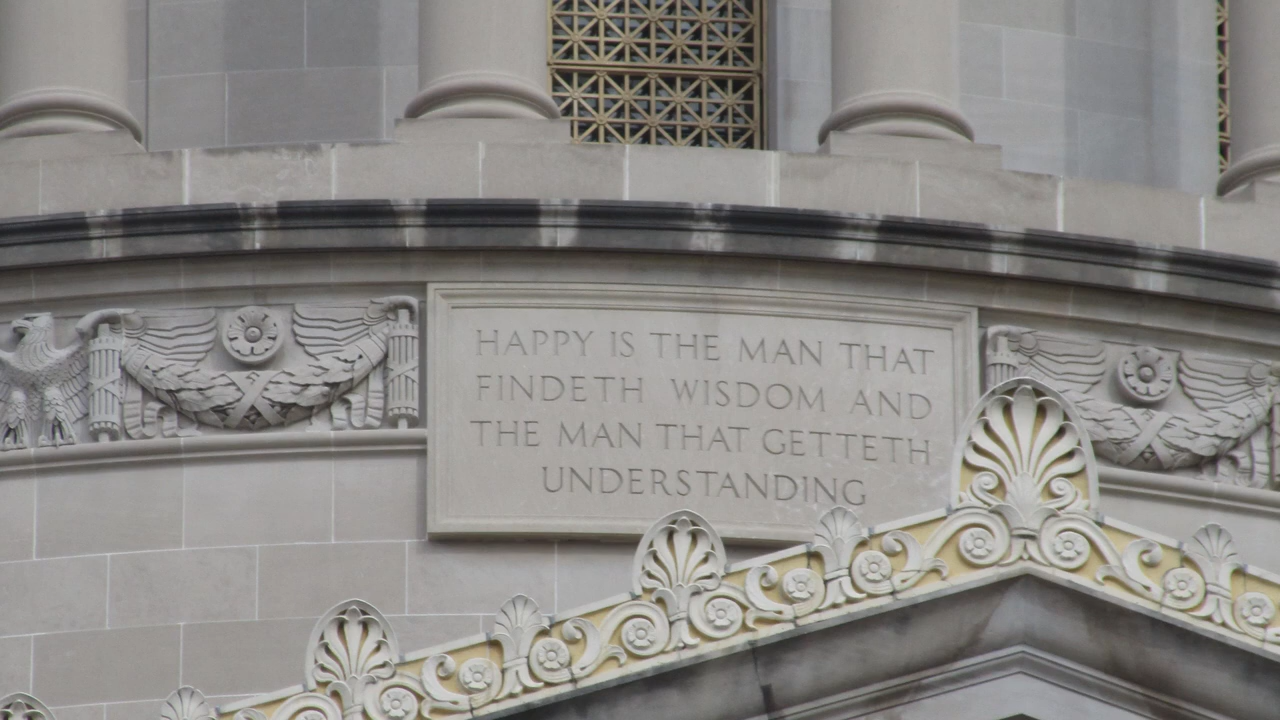 HAPPY IS THE MAN THAT
FINDETH WISDOM AND
THE MAN THAT GETTETH
UNDERSTANDING